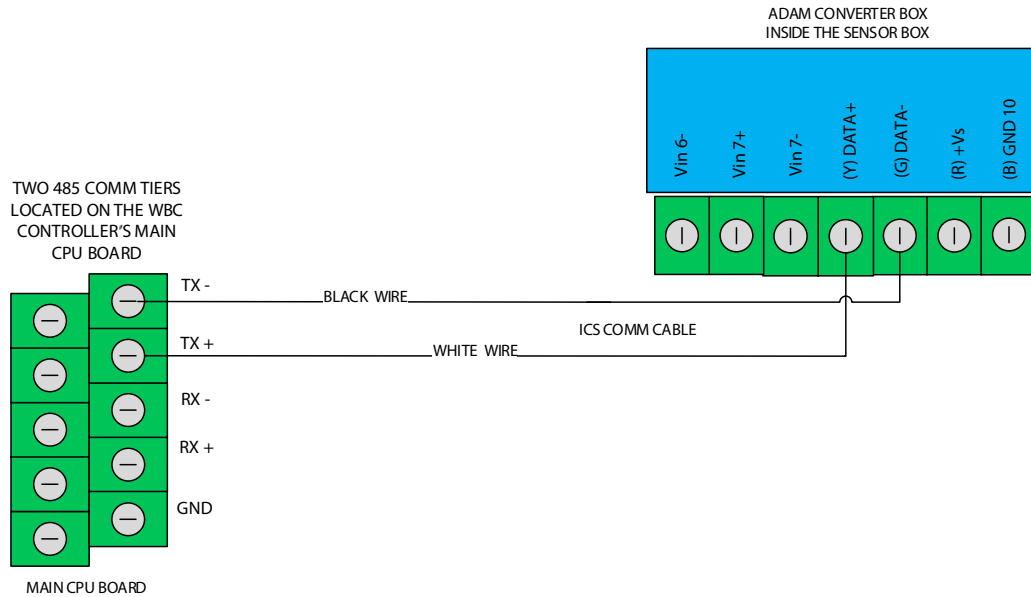 ADAM CONVERTER BOX
INSIDE THE SENSOR BOX
Vin 6-
Vin 7+
Vin 7-
(Y) DATA+
(G) DATA-
(R) +Vs
(B) GND 10
TWO 485 COMM TIERS
LOCATED ON THE WBC
CONTROLLER'S MAIN
CPU BOARD
TX -
BLACK WIRE
ICS COMM CABLE
TX +
WHITE WIRE
RX -
RX +
GND
MAIN CPU BOARD